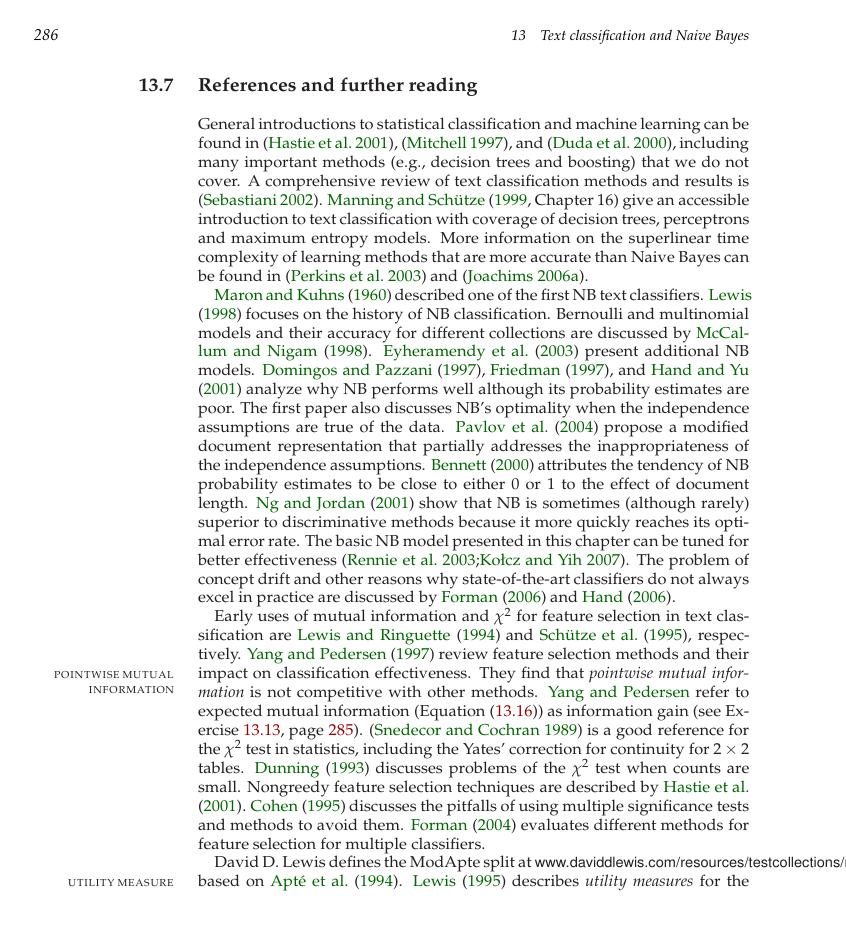 286
13 Text classification and Naive Bayes
13.7 References and further reading
General introductions to statistical classification and machine learning can be
found in (Hastie et al. 2001), (Mitchell 1997), and (Duda et al. 2000), including
many important methods (e.g., decision trees and boosting) that we do not
cover. A comprehensive review of text classification methods and results is
(Sebastiani 2002). Manning and Schütze (1999, Chapter 16) give an accessible
introduction to text classification with coverage of decision trees, perceptrons
and maximum entropy models. More information on the superlinear time
complexity of learning methods that are more accurate than Naive Bayes can
be found in (Perkins et al. 2003) and (Joachims 2006a).
Maron and Kuhns (1960) described one of the first NB text classifiers. Lewis
(1998) focuses on the history of NB classification. Bernoulli and multinomial
models and their accuracy for different collections are discussed by McCal-
lum and Nigam (1998). Eyheramendy et al. (2003) present additional NB
models. Domingos and Pazzani (1997), Friedman (1997), and Hand and Yu
(2001) analyze why NB performs well although its probability estimates are
poor. The first paper also discusses NB's optimality when the independence
assumptions are true of the data. Pavlov et al. (2004) propose a modified
document representation that partially addresses the inappropriateness of
the independence assumptions. Bennett (2000) attributes the tendency of NB
probability estimates to be close to either 0 or 1 to the effect of document
length. Ng and Jordan (2001) show that NB is sometimes (although rarely)
superior to discriminative methods because it more quickly reaches its opti-
mal error rate. The basic NB model presented in this chapter can be tuned for
better effectiveness (Rennie et al. 2003;Kołcz and Yih 2007). The problem of
concept drift and other reasons why state-of-the-art classifiers do not always
excel in practice are discussed by Forman (2006) and Hand (2006).
Early uses of mutual information and χ² for feature selection in text clas-
sification are Lewis and Ringuette (1994) and Schütze et al. (1995), respec-
tively. Yang and Pedersen (1997) review feature selection methods and their
POINTWISE MUTUAL
INFORMATION
impact on classification effectiveness. They find that pointwise mutual infor-
mation is not competitive with other methods. Yang and Pedersen refer to
expected mutual information (Equation (13.16)) as information gain (see Ex-
ercise 13.13, page 285). (Snedecor and Cochran 1989) is a good reference for
the χ² test in statistics, including the Yates' correction for continuity for 2 × 2
tables. Dunning (1993) discusses problems of the χ² test when counts are
small. Nongreedy feature selection techniques are described by Hastie et al.
(2001). Cohen (1995) discusses the pitfalls of using multiple significance tests
and methods to avoid them. Forman (2004) evaluates different methods for
feature selection for multiple classifiers.
David D. Lewis defines the ModApte split at www.daviddlewis.com/resources/testcollections/
UTILITY MEASURE
based on Apté et al. (1994). Lewis (1995) describes utility measures for the